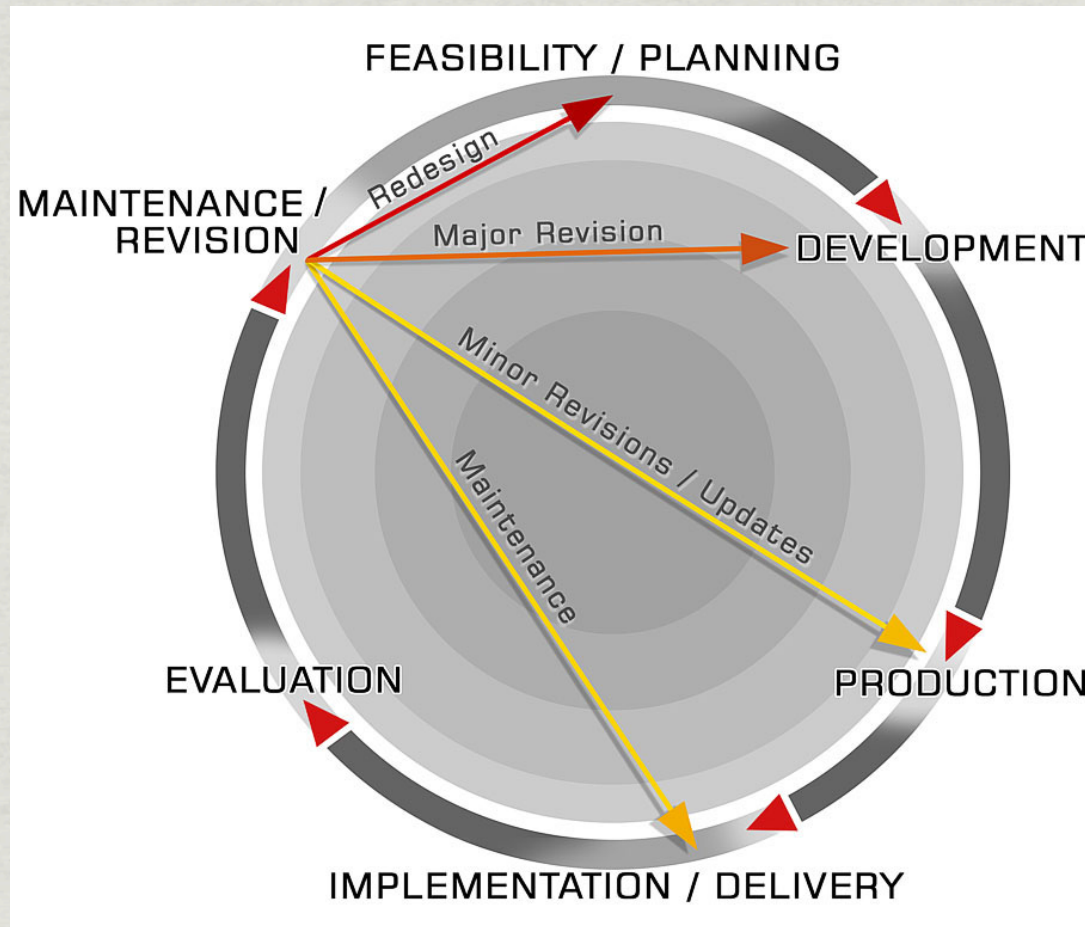 FEASIBILITY / PLANNING
Redesign
MAINTENANCE /
REVISION
Major Revision
DEVELOPMENT
Minor Revisions / Updates
Maintenance
EVALUATION
PRODUCTION
IMPLEMENTATION / DELIVERY